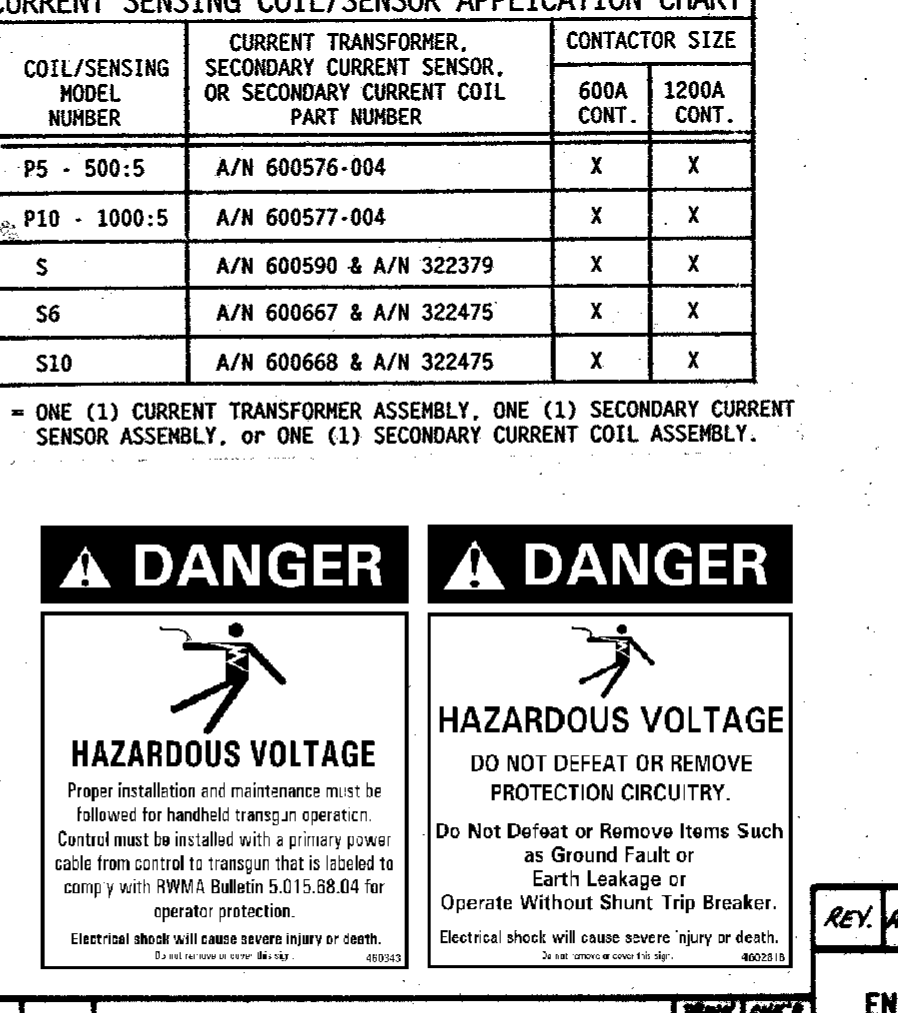 CURRENT SENSING COIL/SENSOR APPLICATION CHART
COIL/SENSING
MODEL
NUMBER
CURRENT TRANSFORMER,
SECONDARY CURRENT SENSOR,
OR SECONDARY CURRENT COIL
PART NUMBER
CONTACTOR SIZE
600A
CONT.
1200A
CONT.
P5 - 500:5 A/N 600576-004 X X
P10 - 1000:5 A/N 600577-004 X X
S A/N 600590 & A/N 322379 X X
S6 A/N 600667 & A/N 322475 X X
S10 A/N 600668 & A/N 322475 X X
= ONE (1) CURRENT TRANSFORMER ASSEMBLY, ONE (1) SECONDARY CURRENT
SENSOR ASSEMBLY, or ONE (1) SECONDARY CURRENT COIL ASSEMBLY.
DANGER
HAZARDOUS VOLTAGE
Proper installation and maintenance must be
followed for handheld transgun operation.
Control must be installed with a primary power
cable from control to transgun that is labeled to
comply with RWMA Bulletin 5.015.68.04 for
operator protection.
Electrical shock will cause severe injury or death.
Do not remove or cover this sign.
460343
DANGER
HAZARDOUS VOLTAGE
DO NOT DEFEAT OR REMOVE
PROTECTION CIRCUITRY.
Do Not Defeat or Remove Items Such
as Ground Fault or
Earth Leakage or
Operate Without Shunt Trip Breaker.
Electrical shock will cause severe injury or death.
Do not remove or cover this sign.
REV.
EN